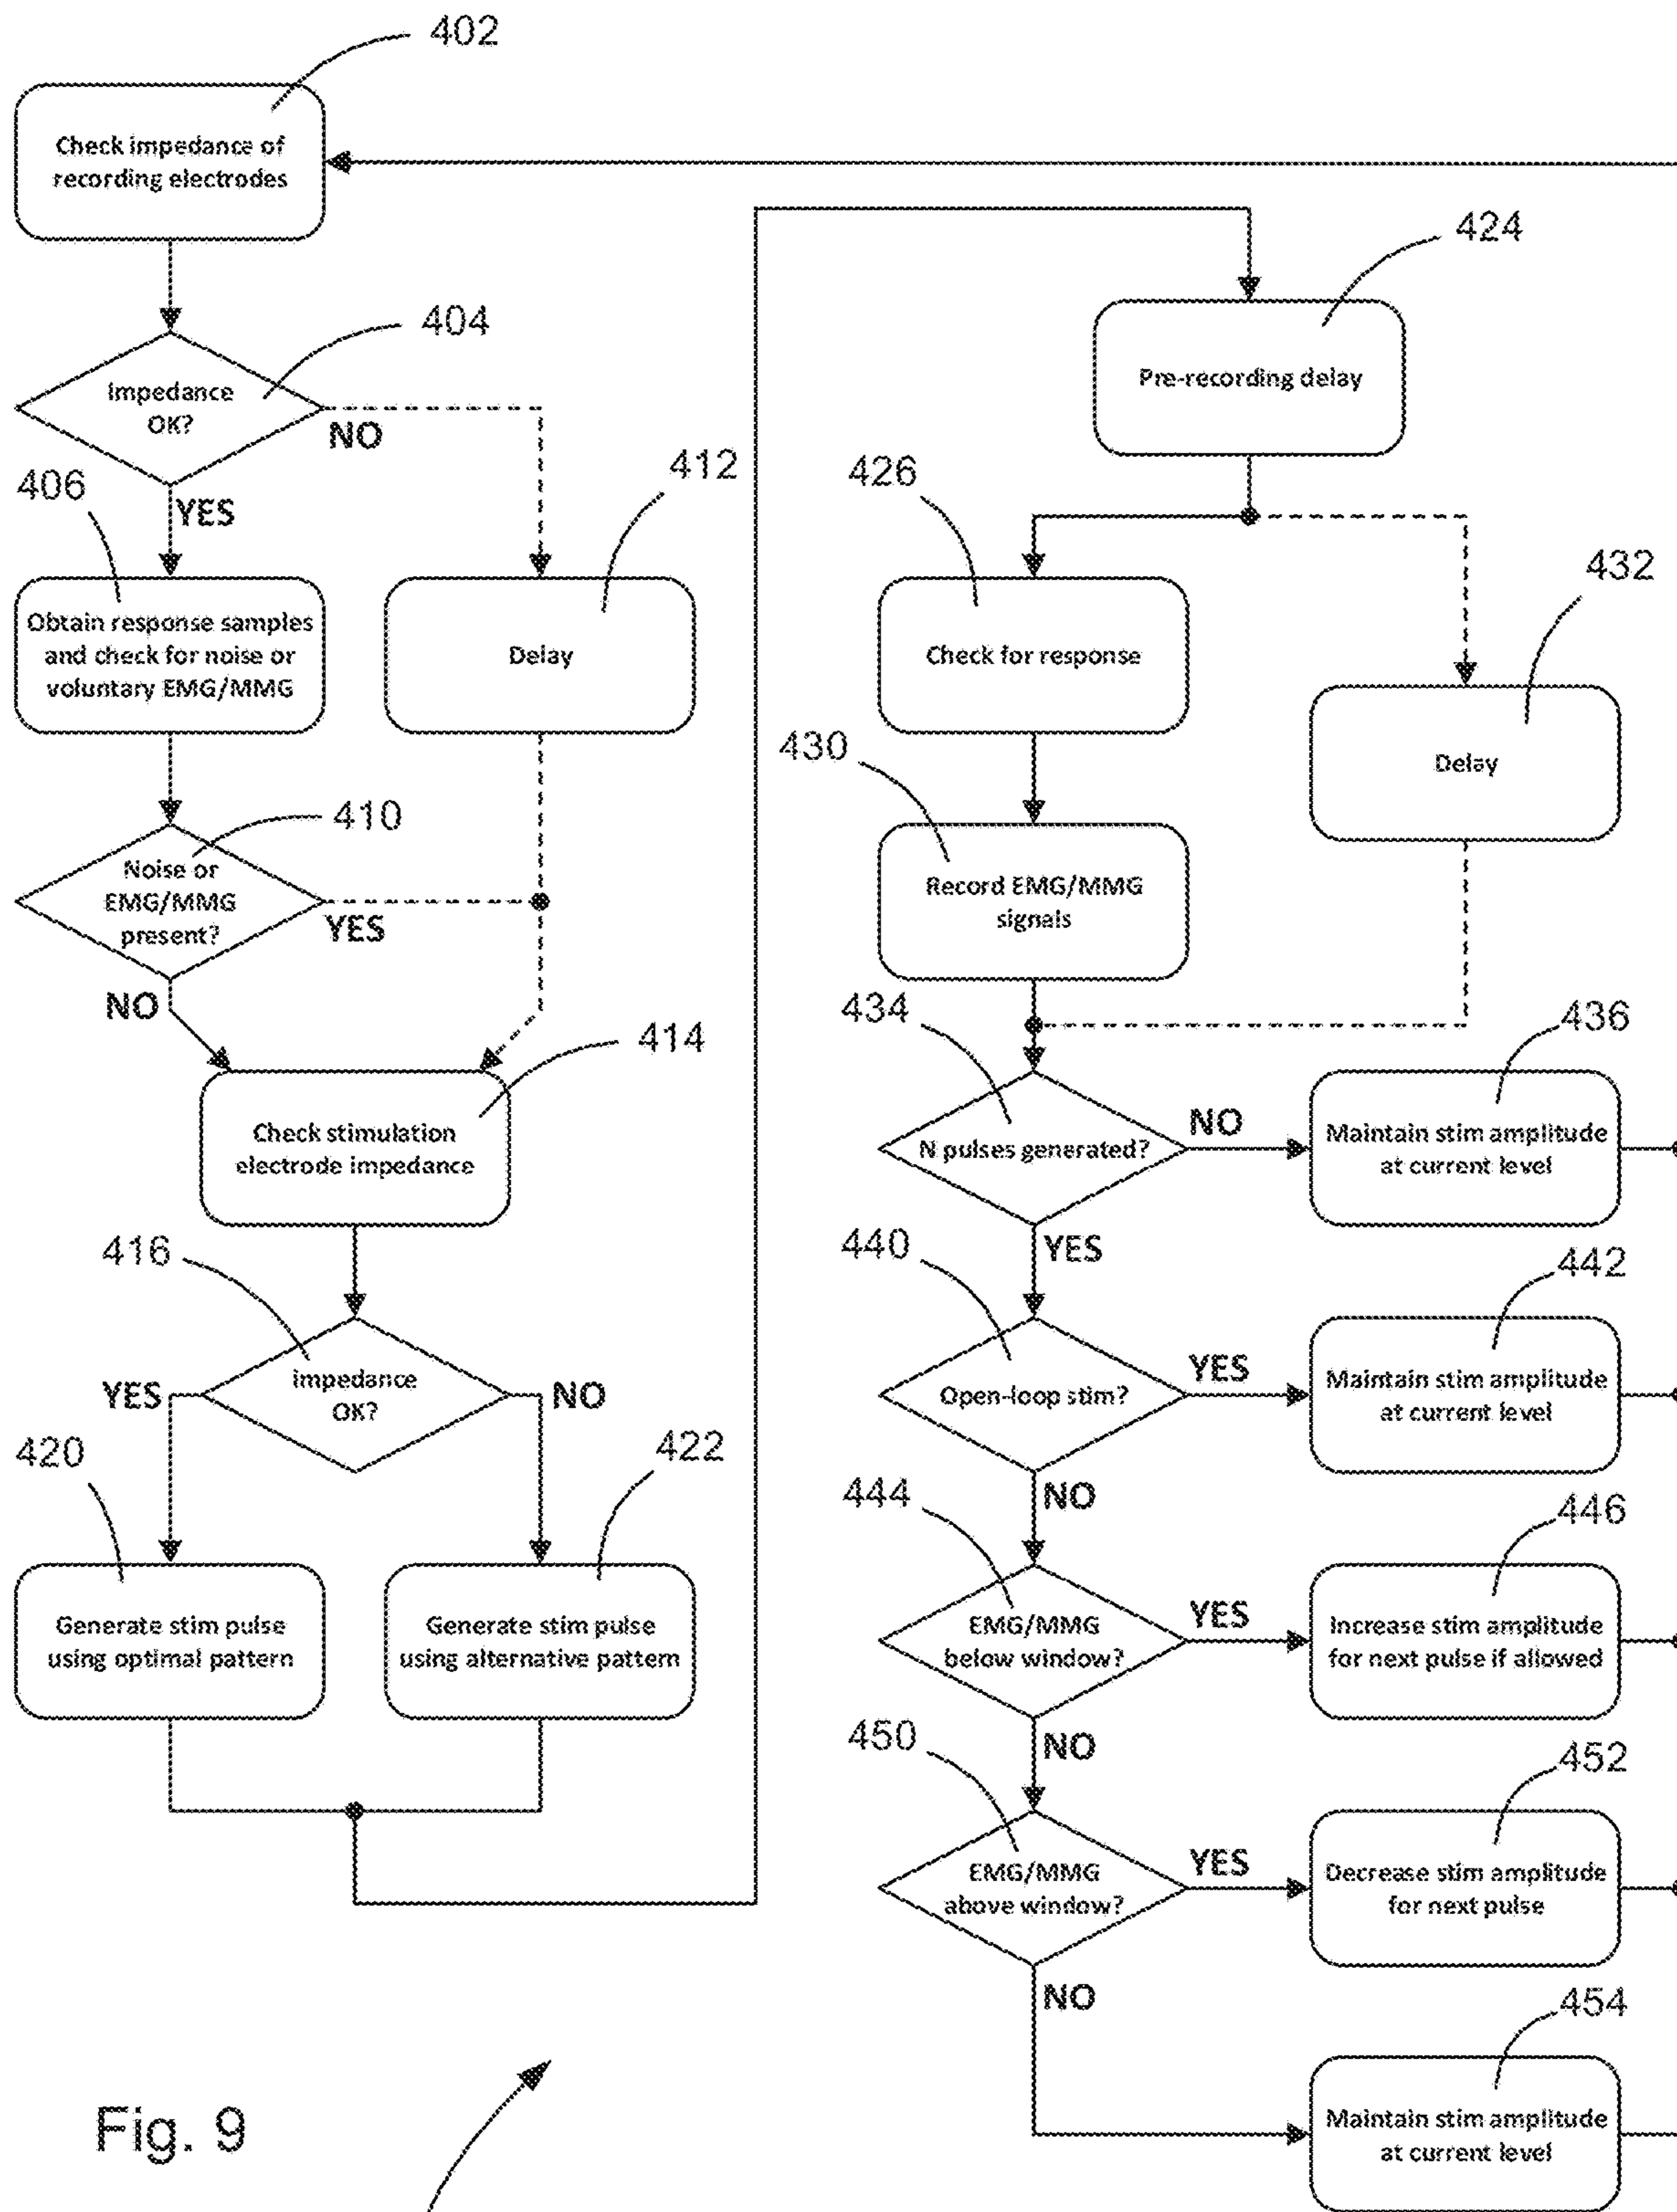 402
Check impedance of
recording electrodes
404
Impedance
OK?
NO
YES
406
412
Obtain response samples
and check for noise or
voluntary EMG/MMG
Delay
410
Noise or
EMG/MMG
present?
YES
NO
414
Check stimulation
electrode impedance
416
Impedance
OK?
YES
NO
420
422
Generate stim pulse
using optimal pattern
Generate stim pulse
using alternative pattern
424
Pre-recording delay
426
432
Check for response
Delay
430
Record EMG/MMG
signals
434
436
N pulses generated?
NO
Maintain stim amplitude
at current level
YES
440
442
Open-loop stim?
YES
Maintain stim amplitude
at current level
NO
444
446
EMG/MMG
below window?
YES
Increase stim amplitude
for next pulse if allowed
NO
450
452
EMG/MMG
above window?
YES
Decrease stim amplitude
for next pulse
NO
454
Maintain stim amplitude
at current level
Fig. 9